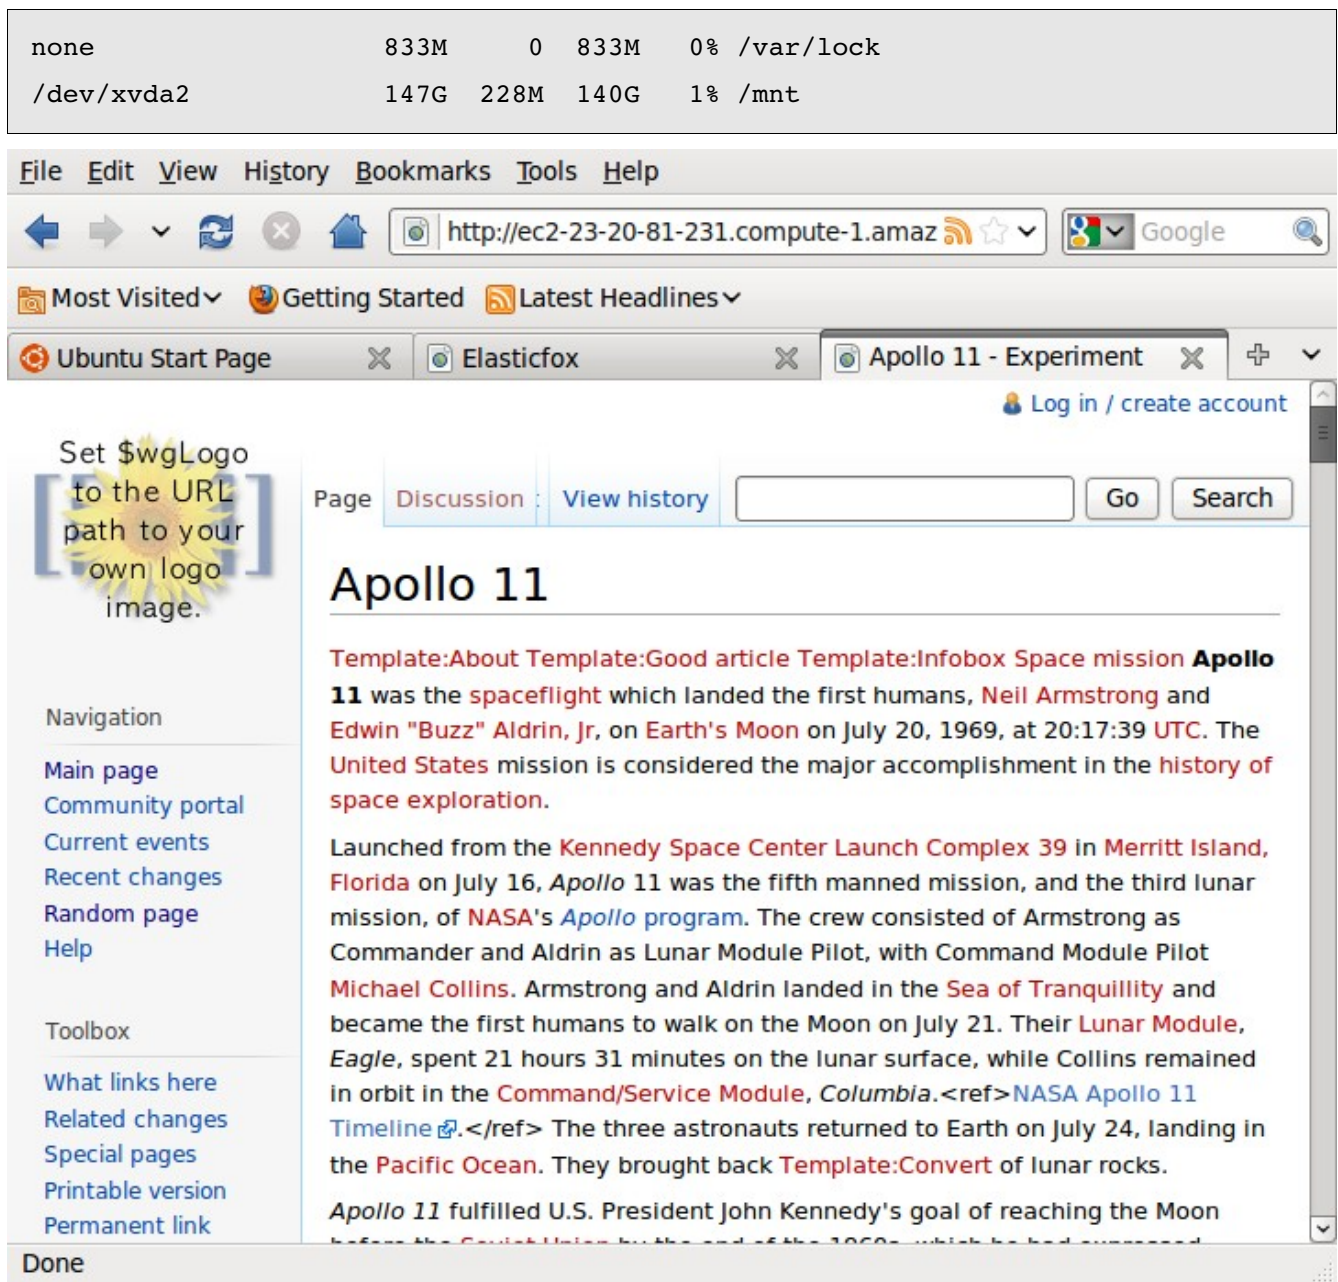 none 833M 0 833M 0% /var/lock
/dev/xvda2 147G 228M 140G 1% /mnt
File Edit View History Bookmarks Tools Help
http://ec2-23-20-81-231.compute-1.amaz Google
Most Visited Getting Started Latest Headlines
Ubuntu Start Page Elasticfox Apollo 11 - Experiment
Log in / create account
Set $wgLogo
to the URL
path to your
own logo
image.
Page Discussion View history Go Search
Apollo 11
Template:About Template:Good article Template:Infobox Space mission Apollo
11 was the spaceflight which landed the first humans, Neil Armstrong and
Edwin "Buzz" Aldrin, Jr, on Earth's Moon on July 20, 1969, at 20:17:39 UTC. The
United States mission is considered the major accomplishment in the history of
space exploration.
Launched from the Kennedy Space Center Launch Complex 39 in Merritt Island,
Florida on July 16, Apollo 11 was the fifth manned mission, and the third lunar
mission, of NASA's Apollo program. The crew consisted of Armstrong as
Commander and Aldrin as Lunar Module Pilot, with Command Module Pilot
Michael Collins. Armstrong and Aldrin landed in the Sea of Tranquillity and
became the first humans to walk on the Moon on July 21. Their Lunar Module,
Eagle, spent 21 hours 31 minutes on the lunar surface, while Collins remained
in orbit in the Command/Service Module, Columbia.<ref>NASA Apollo 11
Timeline.</ref> The three astronauts returned to Earth on July 24, landing in
the Pacific Ocean. They brought back Template:Convert of lunar rocks.
Apollo 11 fulfilled U.S. President John Kennedy's goal of reaching the Moon
before the Soviet Union by the end of the 1960s, which he had expressed
Navigation
Main page
Community portal
Current events
Recent changes
Random page
Help
Toolbox
What links here
Related changes
Special pages
Printable version
Permanent link
Done